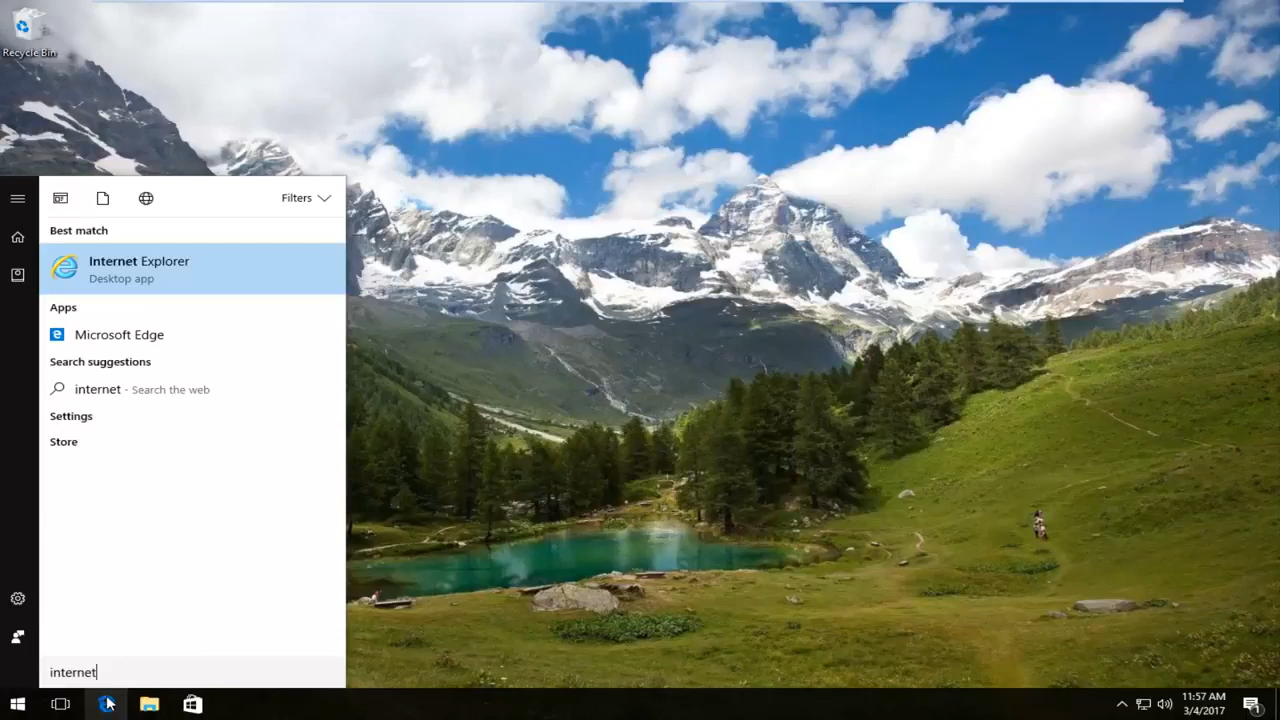 Recycle Bin
Filters
Best match
Internet Explorer
Desktop app
Apps
Microsoft Edge
Search suggestions
internet - Search the web
Settings
Store
internet
11:57 AM
3/4/2017
1